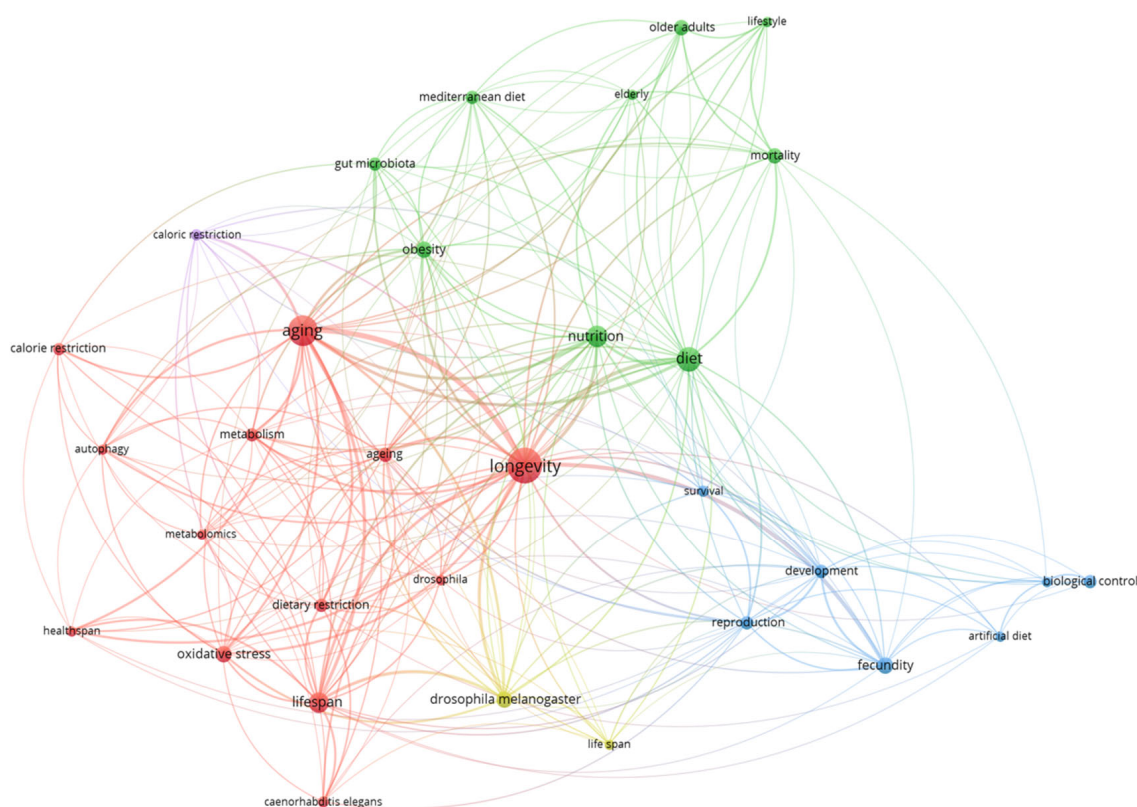 older adults
lifestyle
mediterranean diet
elderly
gut microbiota
mortality
caloric restriction
obesity
aging
nutrition
calorie restriction
diet
metabolism
autophagy
ageing
longevity
survival
metabolomics
development
drosophila
biological control
dietary restriction
reproduction
healthspan
artificial diet
oxidative stress
fecundity
lifespan
drosophila melanogaster
life span
caenorhabditis elegans